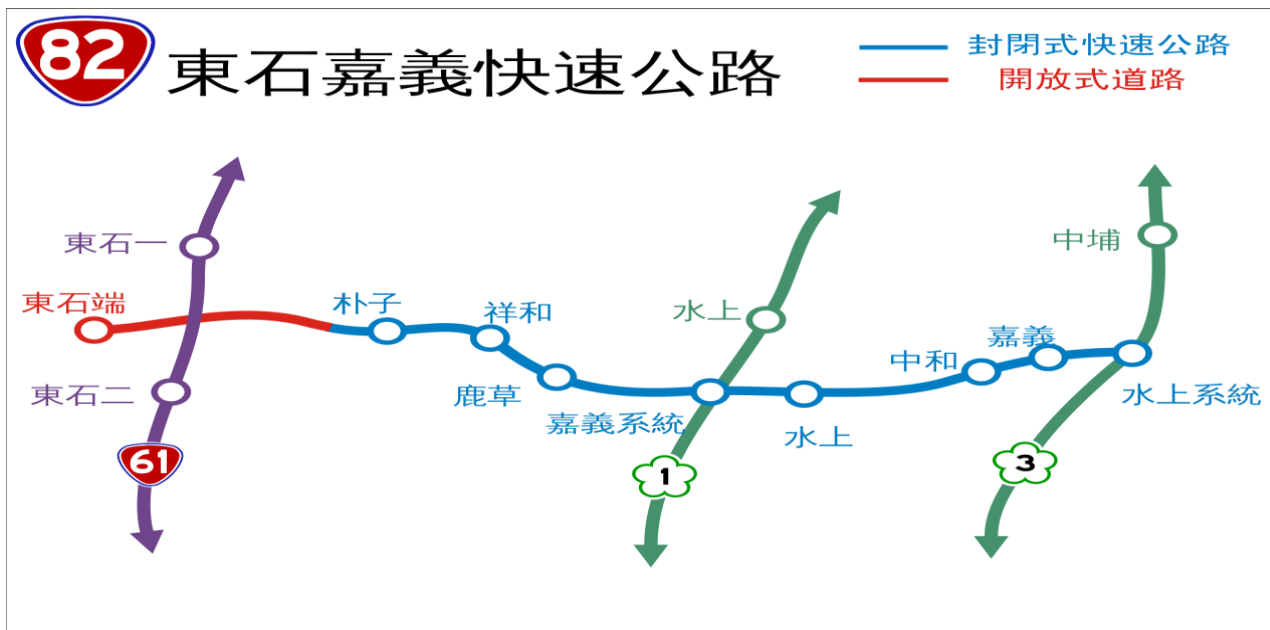 82
東石嘉義快速公路
封閉式快速公路
開放式道路
東石一
東石端
東石二
61
朴子
祥和
鹿草
嘉義系統
水上
1
水上
中和
嘉義
中埔
水上系統
3